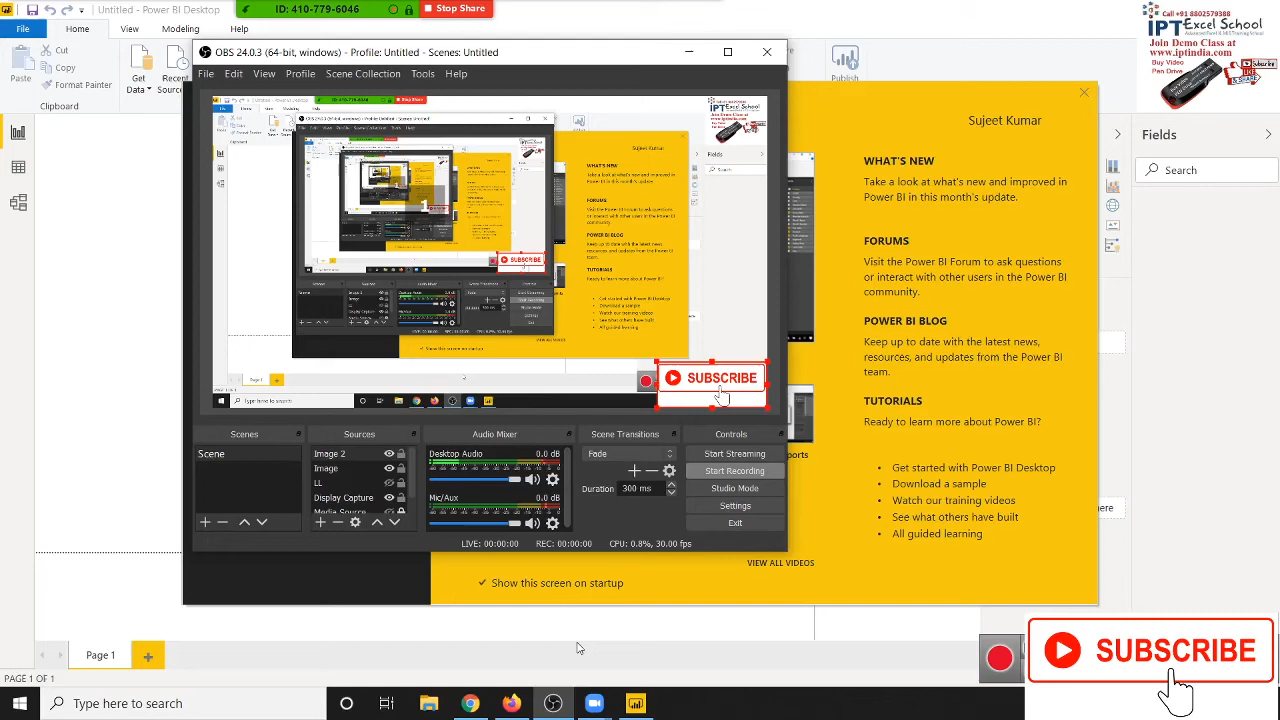 Untitled - Power BI Desktop
ID: 410-779-6046
Stop Share
File
Home
View
Modeling
Help
Paste
Cut
Copy
Format Painter
Clipboard
Get
Data
Recent
Publish
Call +91 8802579388
IPT Excel School
Advanced Excel & MIS Training School
Join Demo Class at
www.iptindia.com
Buy Video
Pen Drive
Subscribe
OBS 24.0.3 (64-bit, windows) - Profile: Untitled - Scenes: Untitled
File Edit View Profile Scene Collection Tools Help
SUBSCRIBE
Scenes
Sources
Audio Mixer
Scene Transitions
Controls
Scene
Image 2
Image
LL
Display Capture
Desktop Audio 0.0 dB
Mic/Aux 0.0 dB
Fade
Duration 300 ms
Start Streaming
Start Recording
Studio Mode
Settings
Exit
LIVE: 00:00:00 REC: 00:00:00 CPU: 0.8%, 30.00 fps
Sujeet Kumar
WHAT'S NEW
Take a look at what's new and improved in
Power BI in this month's update.
FORUMS
Visit the Power BI Forum to ask questions
or interact with other users in the Power BI
community.
POWER BI BLOG
Keep up to date with the latest news,
resources, and updates from the Power BI
team.
TUTORIALS
Ready to learn more about Power BI?
Get started with Power BI Desktop
Download a sample
Watch our training videos
See what others have built
All guided learning
VIEW ALL VIDEOS
Show this screen on startup
Fields
Search
Page 1
PAGE 1 OF 1
SUBSCRIBE
Type here to search